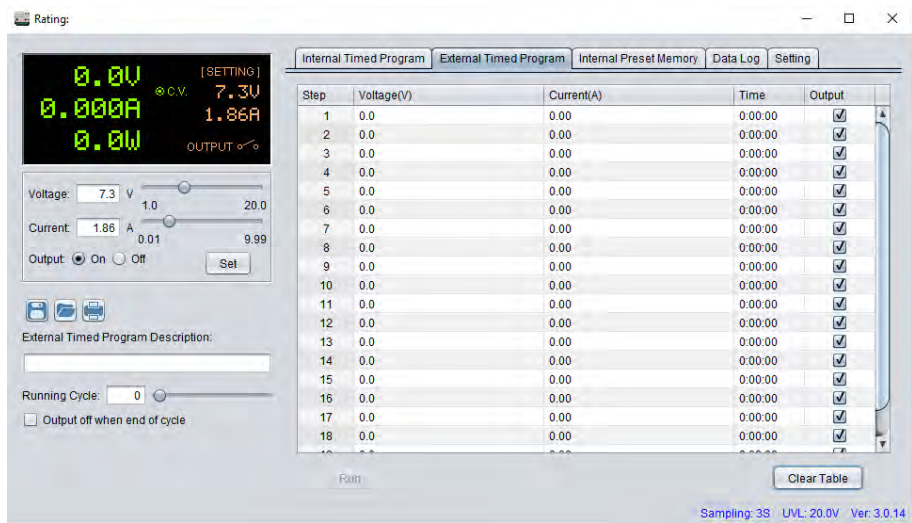 Rating:
Internal Timed Program External Timed Program Internal Preset Memory Data Log Setting
0.0V [SETTING]
C.V. 7.3V
0.000A 1.86A
0.0W OUTPUT
Voltage: 7.3 V
1.0 20.0
Current: 1.86 A
0.01 9.99
Output: On Off Set
External Timed Program Description:
Running Cycle: 0
Output off when end of cycle
Step Voltage(V) Current(A) Time Output
1 0.0 0.00 0:00:00
2 0.0 0.00 0:00:00
3 0.0 0.00 0:00:00
4 0.0 0.00 0:00:00
5 0.0 0.00 0:00:00
6 0.0 0.00 0:00:00
7 0.0 0.00 0:00:00
8 0.0 0.00 0:00:00
9 0.0 0.00 0:00:00
10 0.0 0.00 0:00:00
11 0.0 0.00 0:00:00
12 0.0 0.00 0:00:00
13 0.0 0.00 0:00:00
14 0.0 0.00 0:00:00
15 0.0 0.00 0:00:00
16 0.0 0.00 0:00:00
17 0.0 0.00 0:00:00
18 0.0 0.00 0:00:00
Run Clear Table
Sampling: 3S UVL: 20.0V Ver: 3.0.14